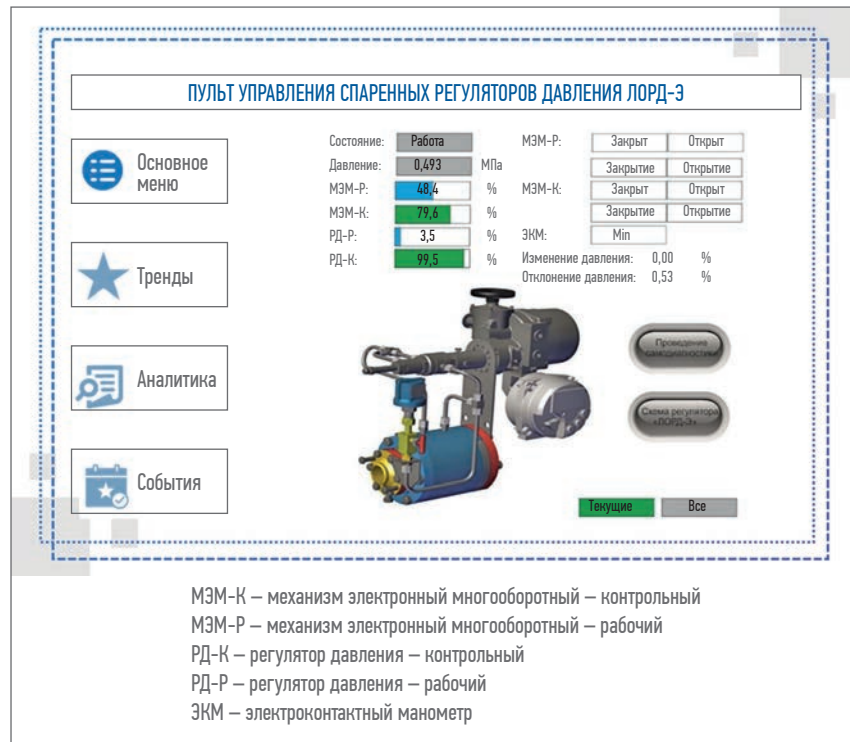 ПУЛЬТ УПРАВЛЕНИЯ СПАРЕННЫХ РЕГУЛЯТОРОВ ДАВЛЕНИЯ ЛОРД-Э
Основное
меню
Тренды
Аналитика
События
Состояние: Работа
Давление: 0,493 МПа
МЭМ-Р: 48,4 %
МЭМ-К: 79,6 %
РД-Р: 3,5 %
РД-К: 99,5 %
МЭМ-Р: Закрыт Открыт
Закрытие Открытие
МЭМ-К: Закрыт Открыт
Закрытие Открытие
ЭКМ: Min
Изменение давления: 0,00 %
Отклонение давления: 0,53 %
Проведение
самодиагностики
Схема регулятора
«ЛОРД-Э»
Текущие Все
МЭМ-К – механизм электронный многооборотный – контрольный
МЭМ-Р – механизм электронный многооборотный – рабочий
РД-К – регулятор давления – контрольный
РД-Р – регулятор давления – рабочий
ЭКМ – электроконтактный манометр